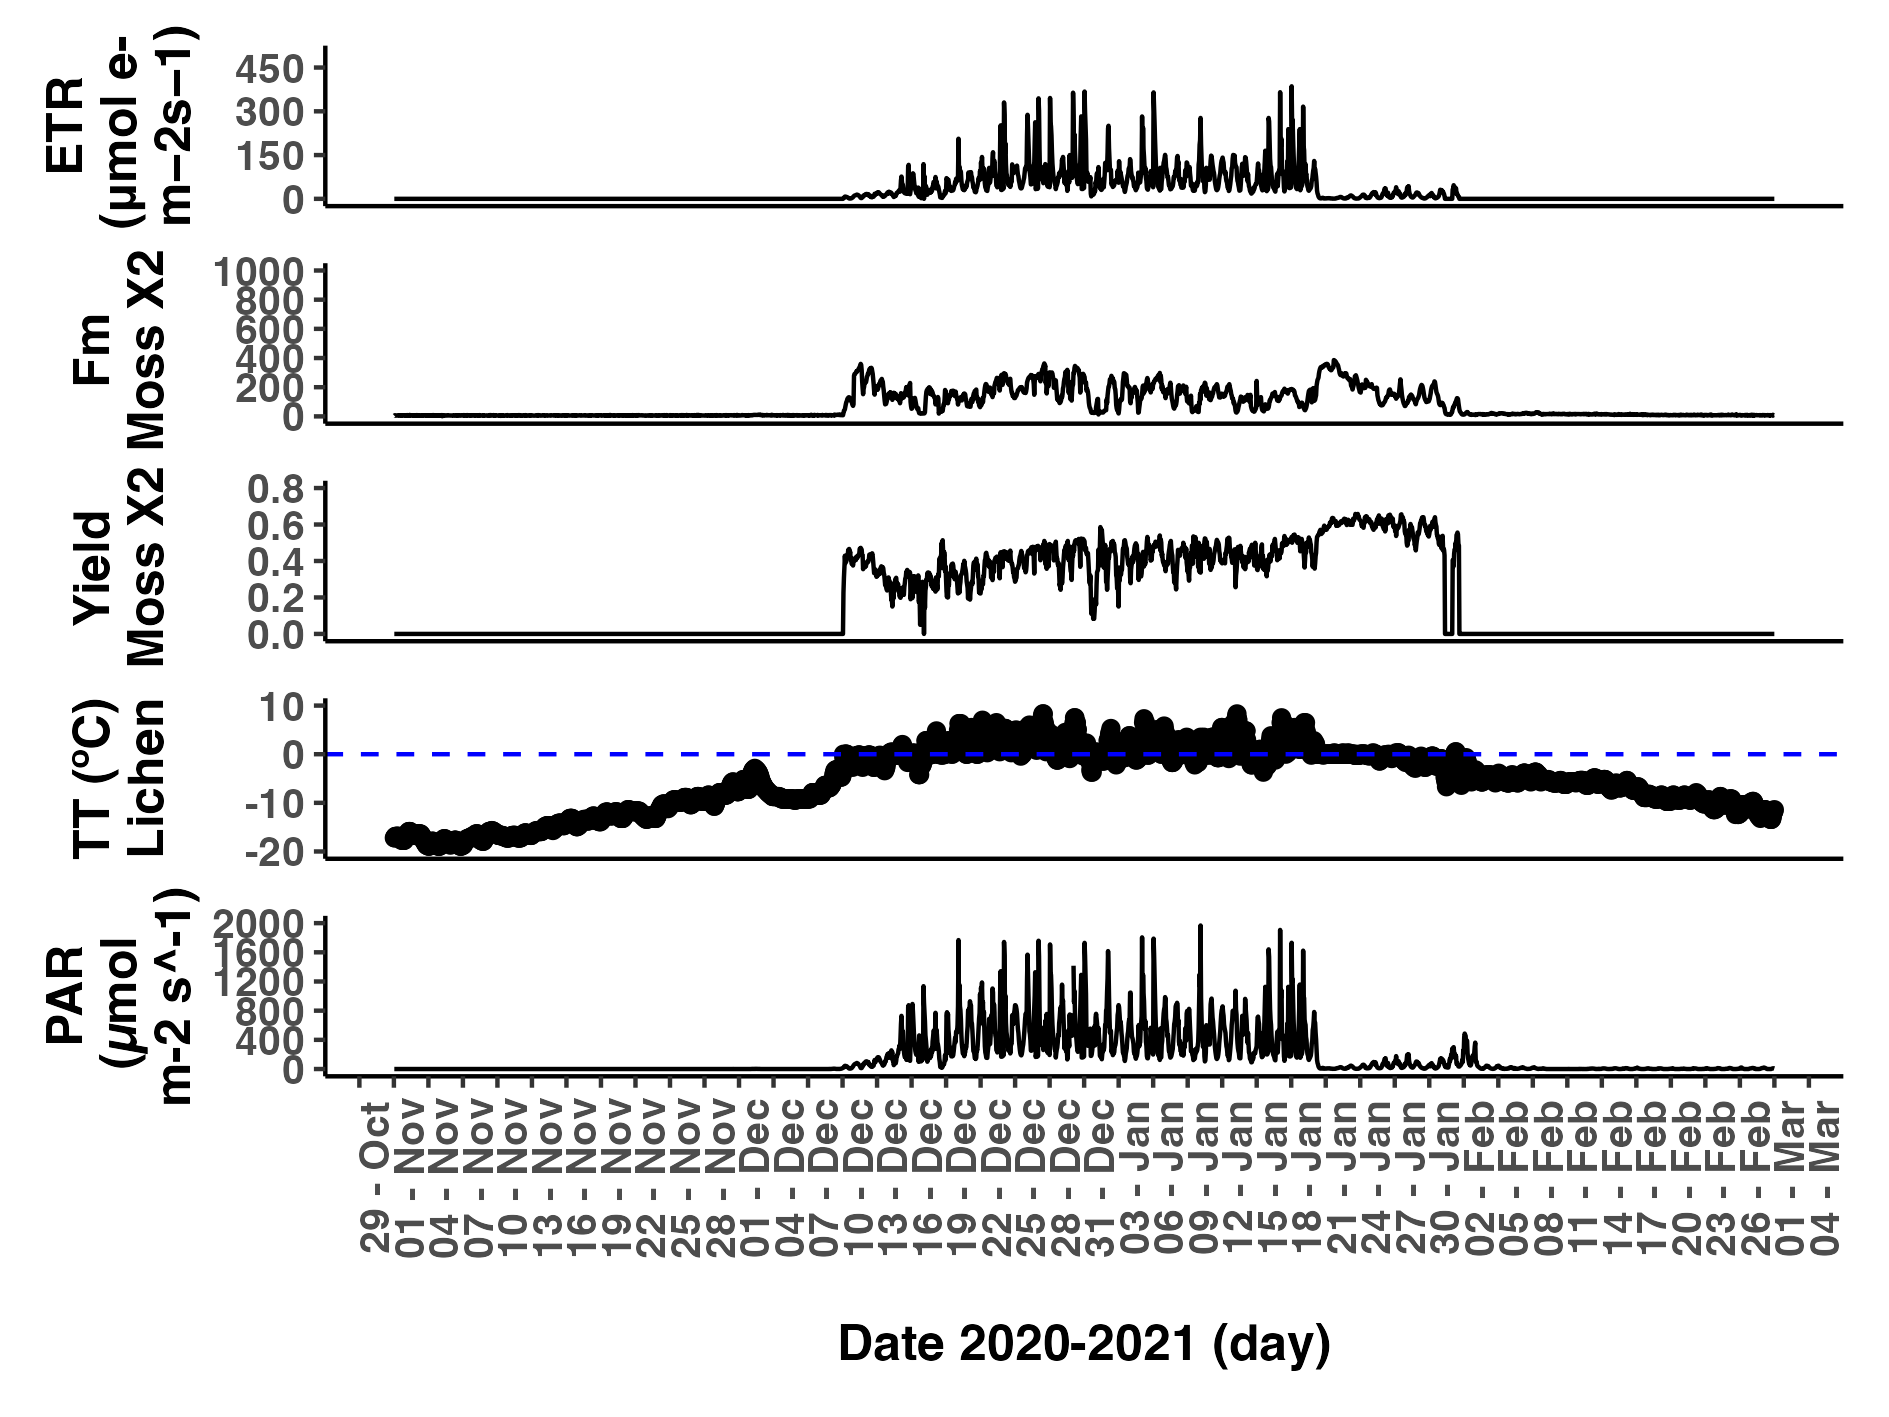 ETR
(µmol e-
m−2s−1)
450
300
150
0
Fm
Moss X2
1000
800
600
400
200
0
Yield
Moss X2
0.8
0.6
0.4
0.2
0.0
TT (ºC)
Lichen
10
0
-10
-20
PAR
(µmol
m-2 s^-1)
2000
1600
1200
800
400
0
29 - Oct
01 - Nov
04 - Nov
07 - Nov
10 - Nov
13 - Nov
16 - Nov
19 - Nov
22 - Nov
25 - Nov
28 - Nov
01 - Dec
04 - Dec
07 - Dec
10 - Dec
13 - Dec
16 - Dec
19 - Dec
22 - Dec
25 - Dec
28 - Dec
31 - Dec
03 - Jan
06 - Jan
09 - Jan
12 - Jan
15 - Jan
18 - Jan
21 - Jan
24 - Jan
27 - Jan
30 - Jan
02 - Feb
05 - Feb
08 - Feb
11 - Feb
14 - Feb
17 - Feb
20 - Feb
23 - Feb
26 - Feb
01 - Mar
04 - Mar
Date 2020-2021 (day)